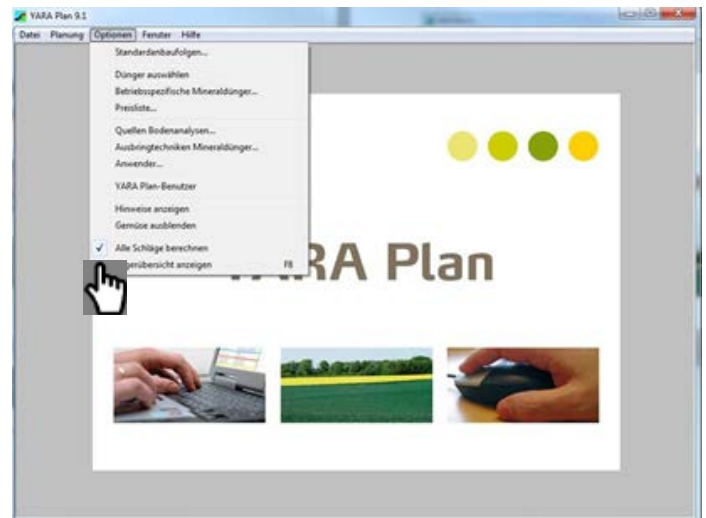 YARA Plan 9.1
Datei Planung Optionen Fenster Hilfe
Standardanbaufolgen...
Dünger auswählen
Betriebsspezifische Mineraldünger...
Preisliste...
Quellen Bodenanalysen...
Ausbringtechniken Mineraldünger...
Anwender...
YARA Plan-Benutzer
Hinweise anzeigen
Gemüse ausblenden
Alle Schläge berechnen
anzeigen F8
RA Plan